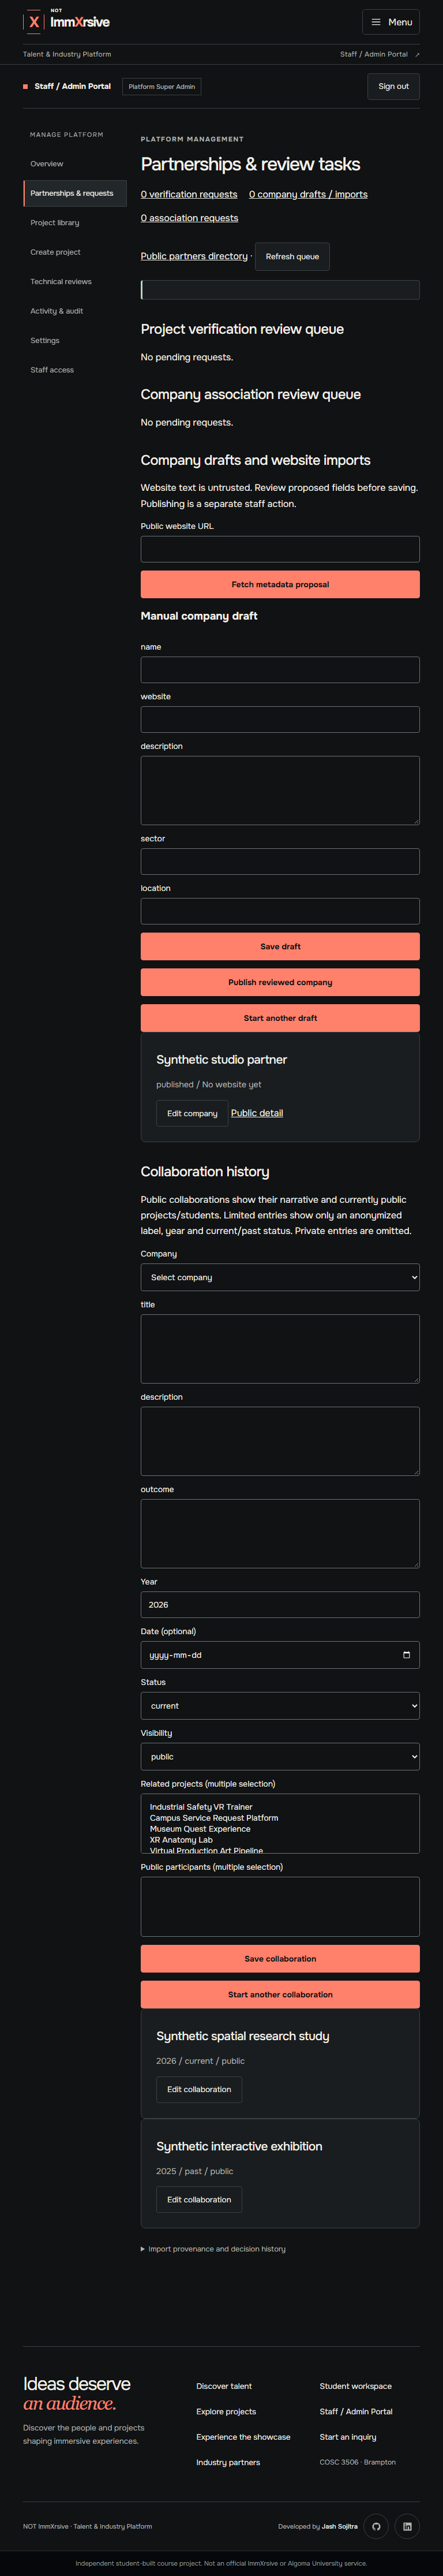 NOT
X ImmXrsive
Menu
Talent & Industry Platform
Staff / Admin Portal ↗
Staff / Admin Portal
Platform Super Admin
Sign out
MANAGE PLATFORM
Overview
Partnerships & requests
Project library
Create project
Technical reviews
Activity & audit
Settings
Staff access
PLATFORM MANAGEMENT
Partnerships & review tasks
0 verification requests 0 company drafts / imports
0 association requests
Public partners directory · Refresh queue
Project verification review queue
No pending requests.
Company association review queue
No pending requests.
Company drafts and website imports
Website text is untrusted. Review proposed fields before saving.
Publishing is a separate staff action.
Public website URL
Fetch metadata proposal
Manual company draft
name
website
description
sector
location
Save draft
Publish reviewed company
Start another draft
Synthetic studio partner
published / No website yet
Edit company Public detail
Collaboration history
Public collaborations show their narrative and currently public
projects/students. Limited entries show only an anonymized
label, year and current/past status. Private entries are omitted.
Company
Select company
title
description
outcome
Year
2026
Date (optional)
yyyy-mm-dd
Status
current
Visibility
public
Related projects (multiple selection)
Industrial Safety VR Trainer
Campus Service Request Platform
Museum Quest Experience
XR Anatomy Lab
Virtual Production Art Pipeline
Public participants (multiple selection)
Save collaboration
Start another collaboration
Synthetic spatial research study
2026 / current / public
Edit collaboration
Synthetic interactive exhibition
2025 / past / public
Edit collaboration
Import provenance and decision history
Ideas deserve
an audience.
Discover the people and projects
shaping immersive experiences.
Discover talent
Explore projects
Experience the showcase
Industry partners
Student workspace
Staff / Admin Portal
Start an inquiry
COSC 3506 · Brampton
NOT ImmXrsive · Talent & Industry Platform
Developed by Jash Sojitra
Independent student-built course project. Not an official ImmXrsive or Algoma University service.